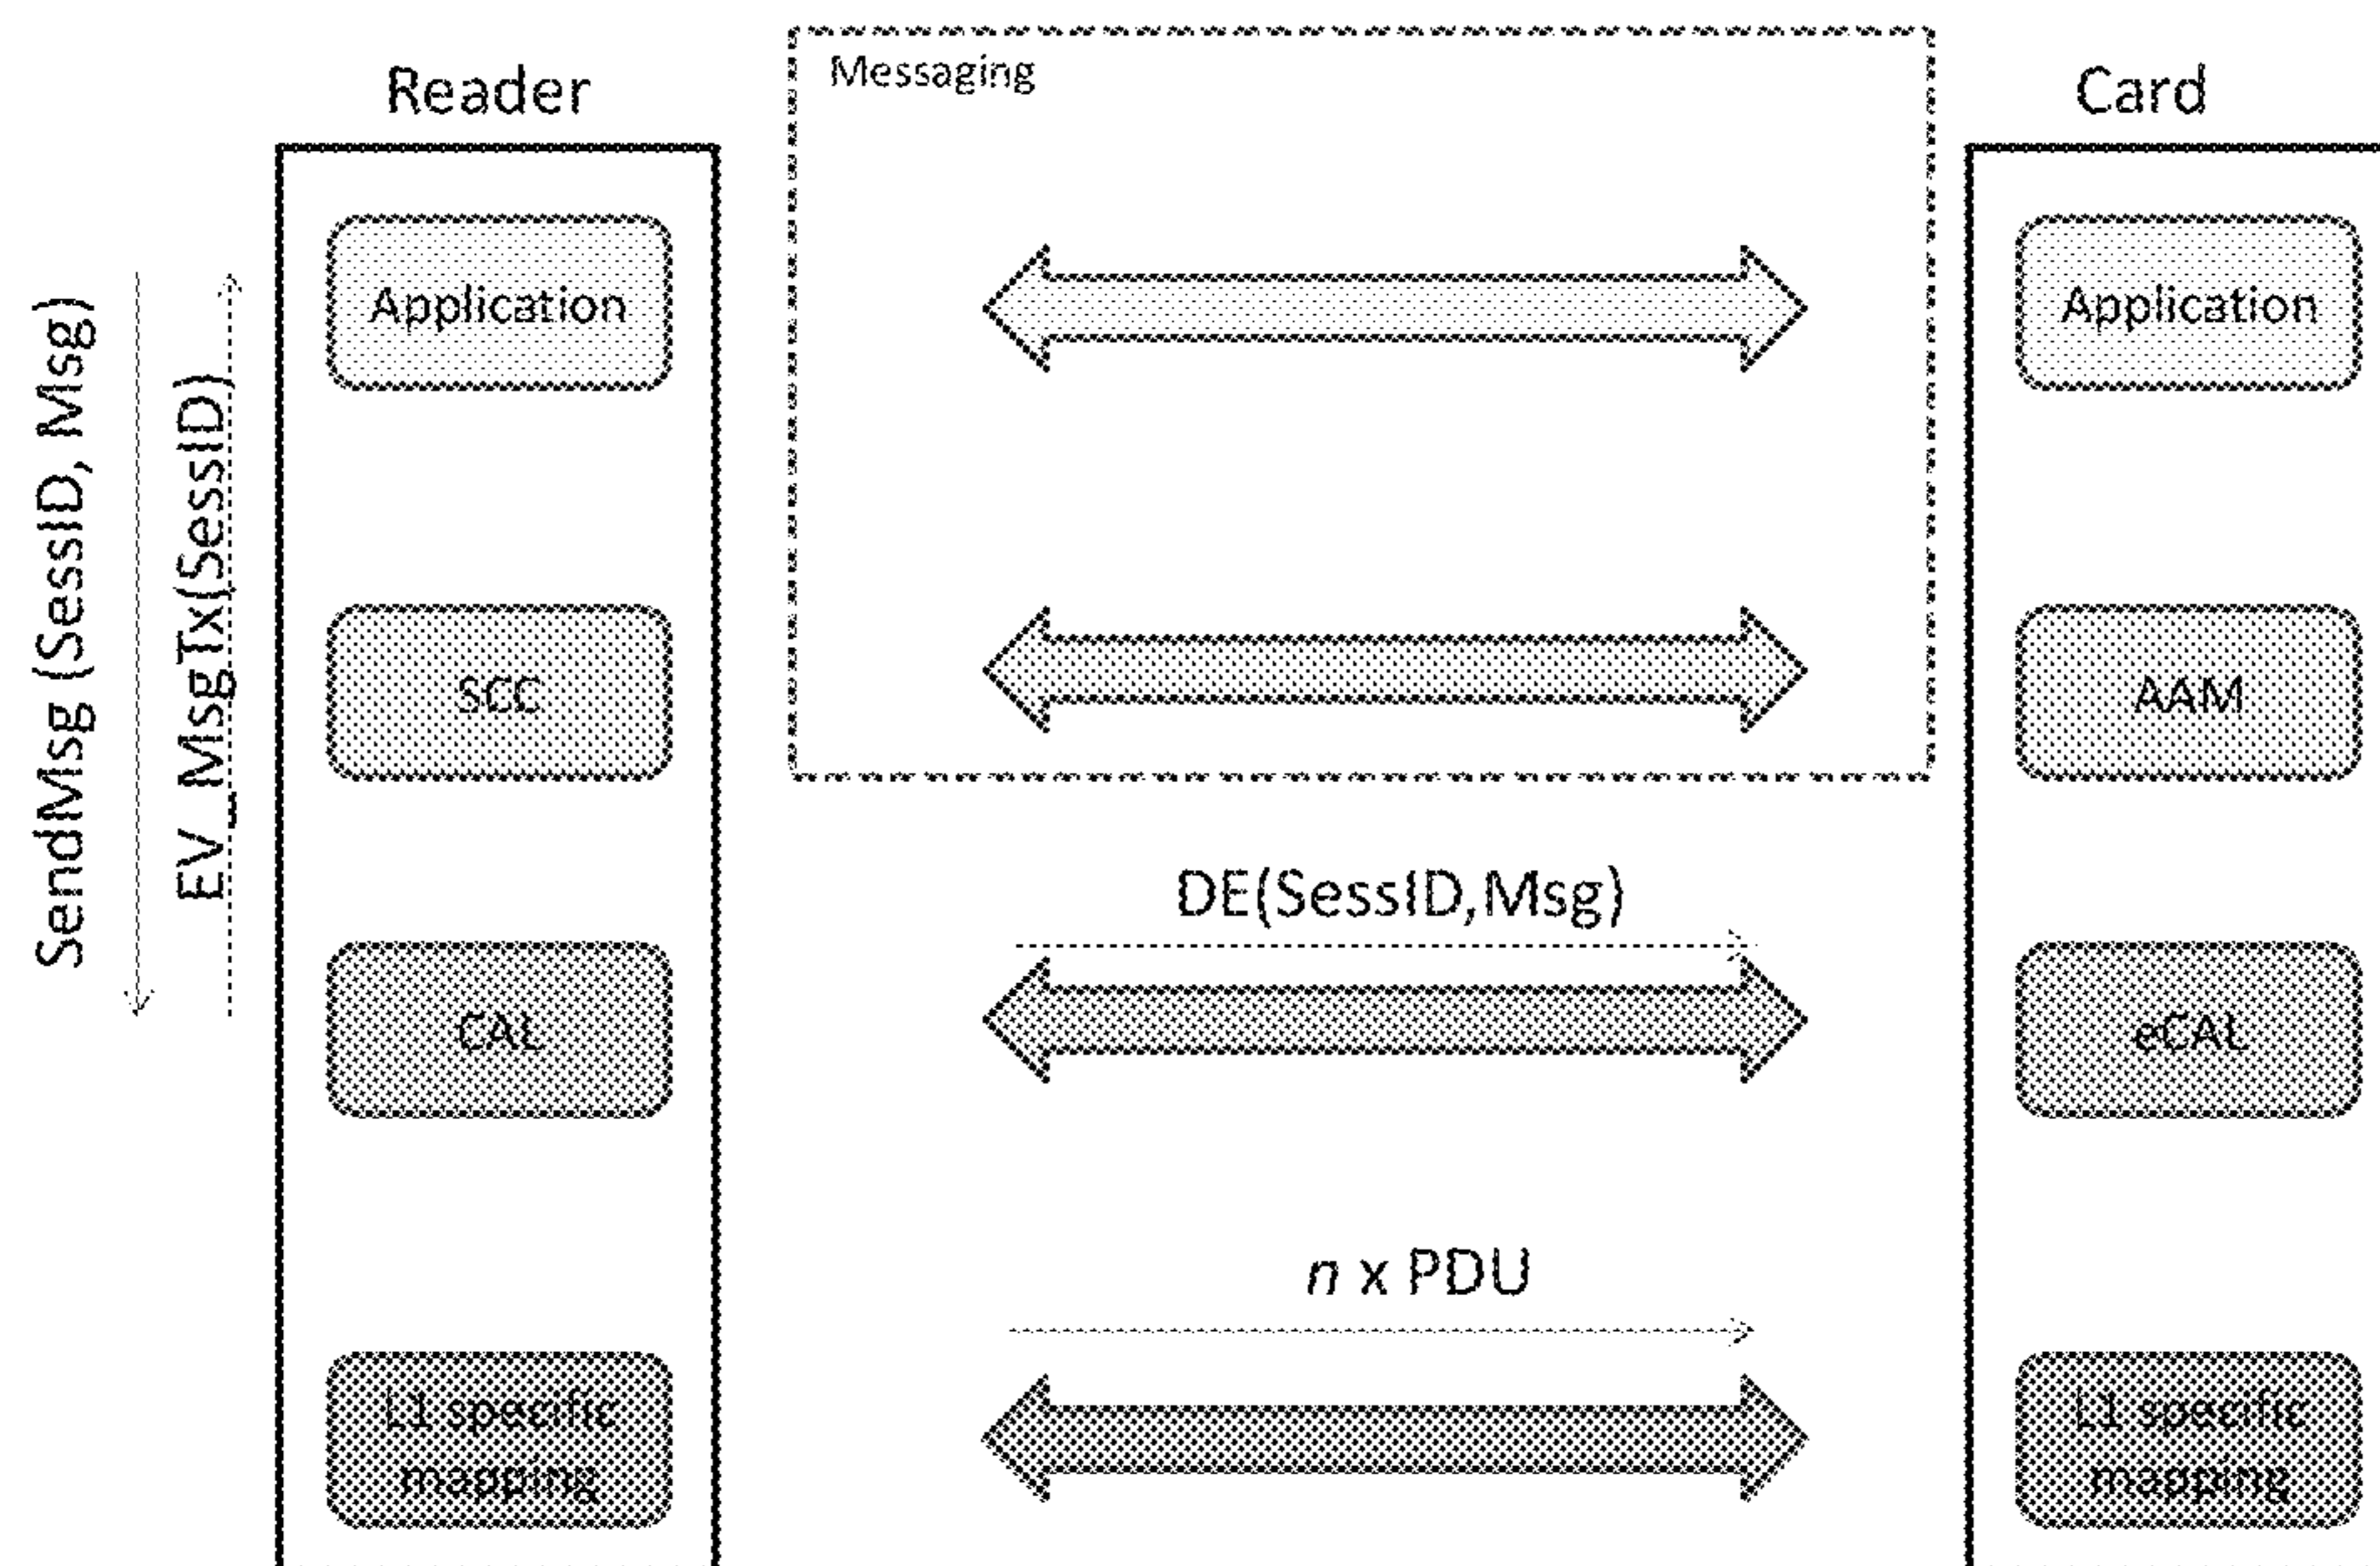 Messaging
Reader
Card
Application
Application
SendMsg (SessID, Msg)
EV_MsgTx(SessID)
SCC
AAM
DE(SessID,Msg)
CAL
eCAL
n x PDU
L1 specific
mapping
L1 specific
mapping